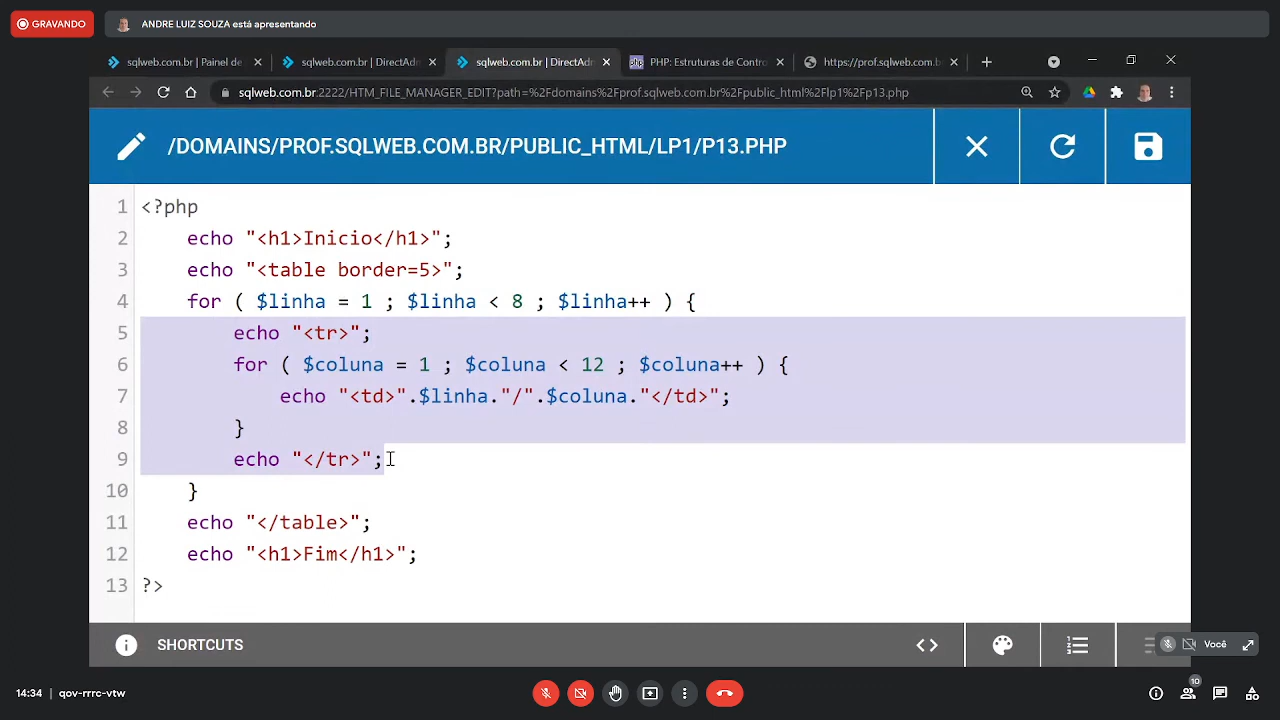 GRAVANDO
ANDRE LUIZ SOUZA está apresentando
sqlweb.com.br | Painel de
sqlweb.com.br | DirectAdr
sqlweb.com.br | DirectAdr
php
PHP: Estruturas de Contro
https://prof.sqlweb.com.b
sqlweb.com.br:2222/HTM_FILE_MANAGER_EDIT?path=%2Fdomains%2Fprof.sqlweb.com.br%2Fpublic_html%2Flp1%2Fp13.php
/DOMAINS/PROF.SQLWEB.COM.BR/PUBLIC_HTML/LP1/P13.PHP
1 <?php
2 echo "<h1>Inicio</h1>";
3 echo "<table border=5>";
4 for ( $linha = 1 ; $linha < 8 ; $linha++ ) {
5 echo "<tr>";
6 for ( $coluna = 1 ; $coluna < 12 ; $coluna++ ) {
7 echo "<td>".$linha."/".$coluna."</td>";
8 }
9 echo "</tr>";
10 }
11 echo "</table>";
12 echo "<h1>Fim</h1>";
13 ?>
SHORTCUTS
Você
14:34 | qov-rrrc-vtw
10